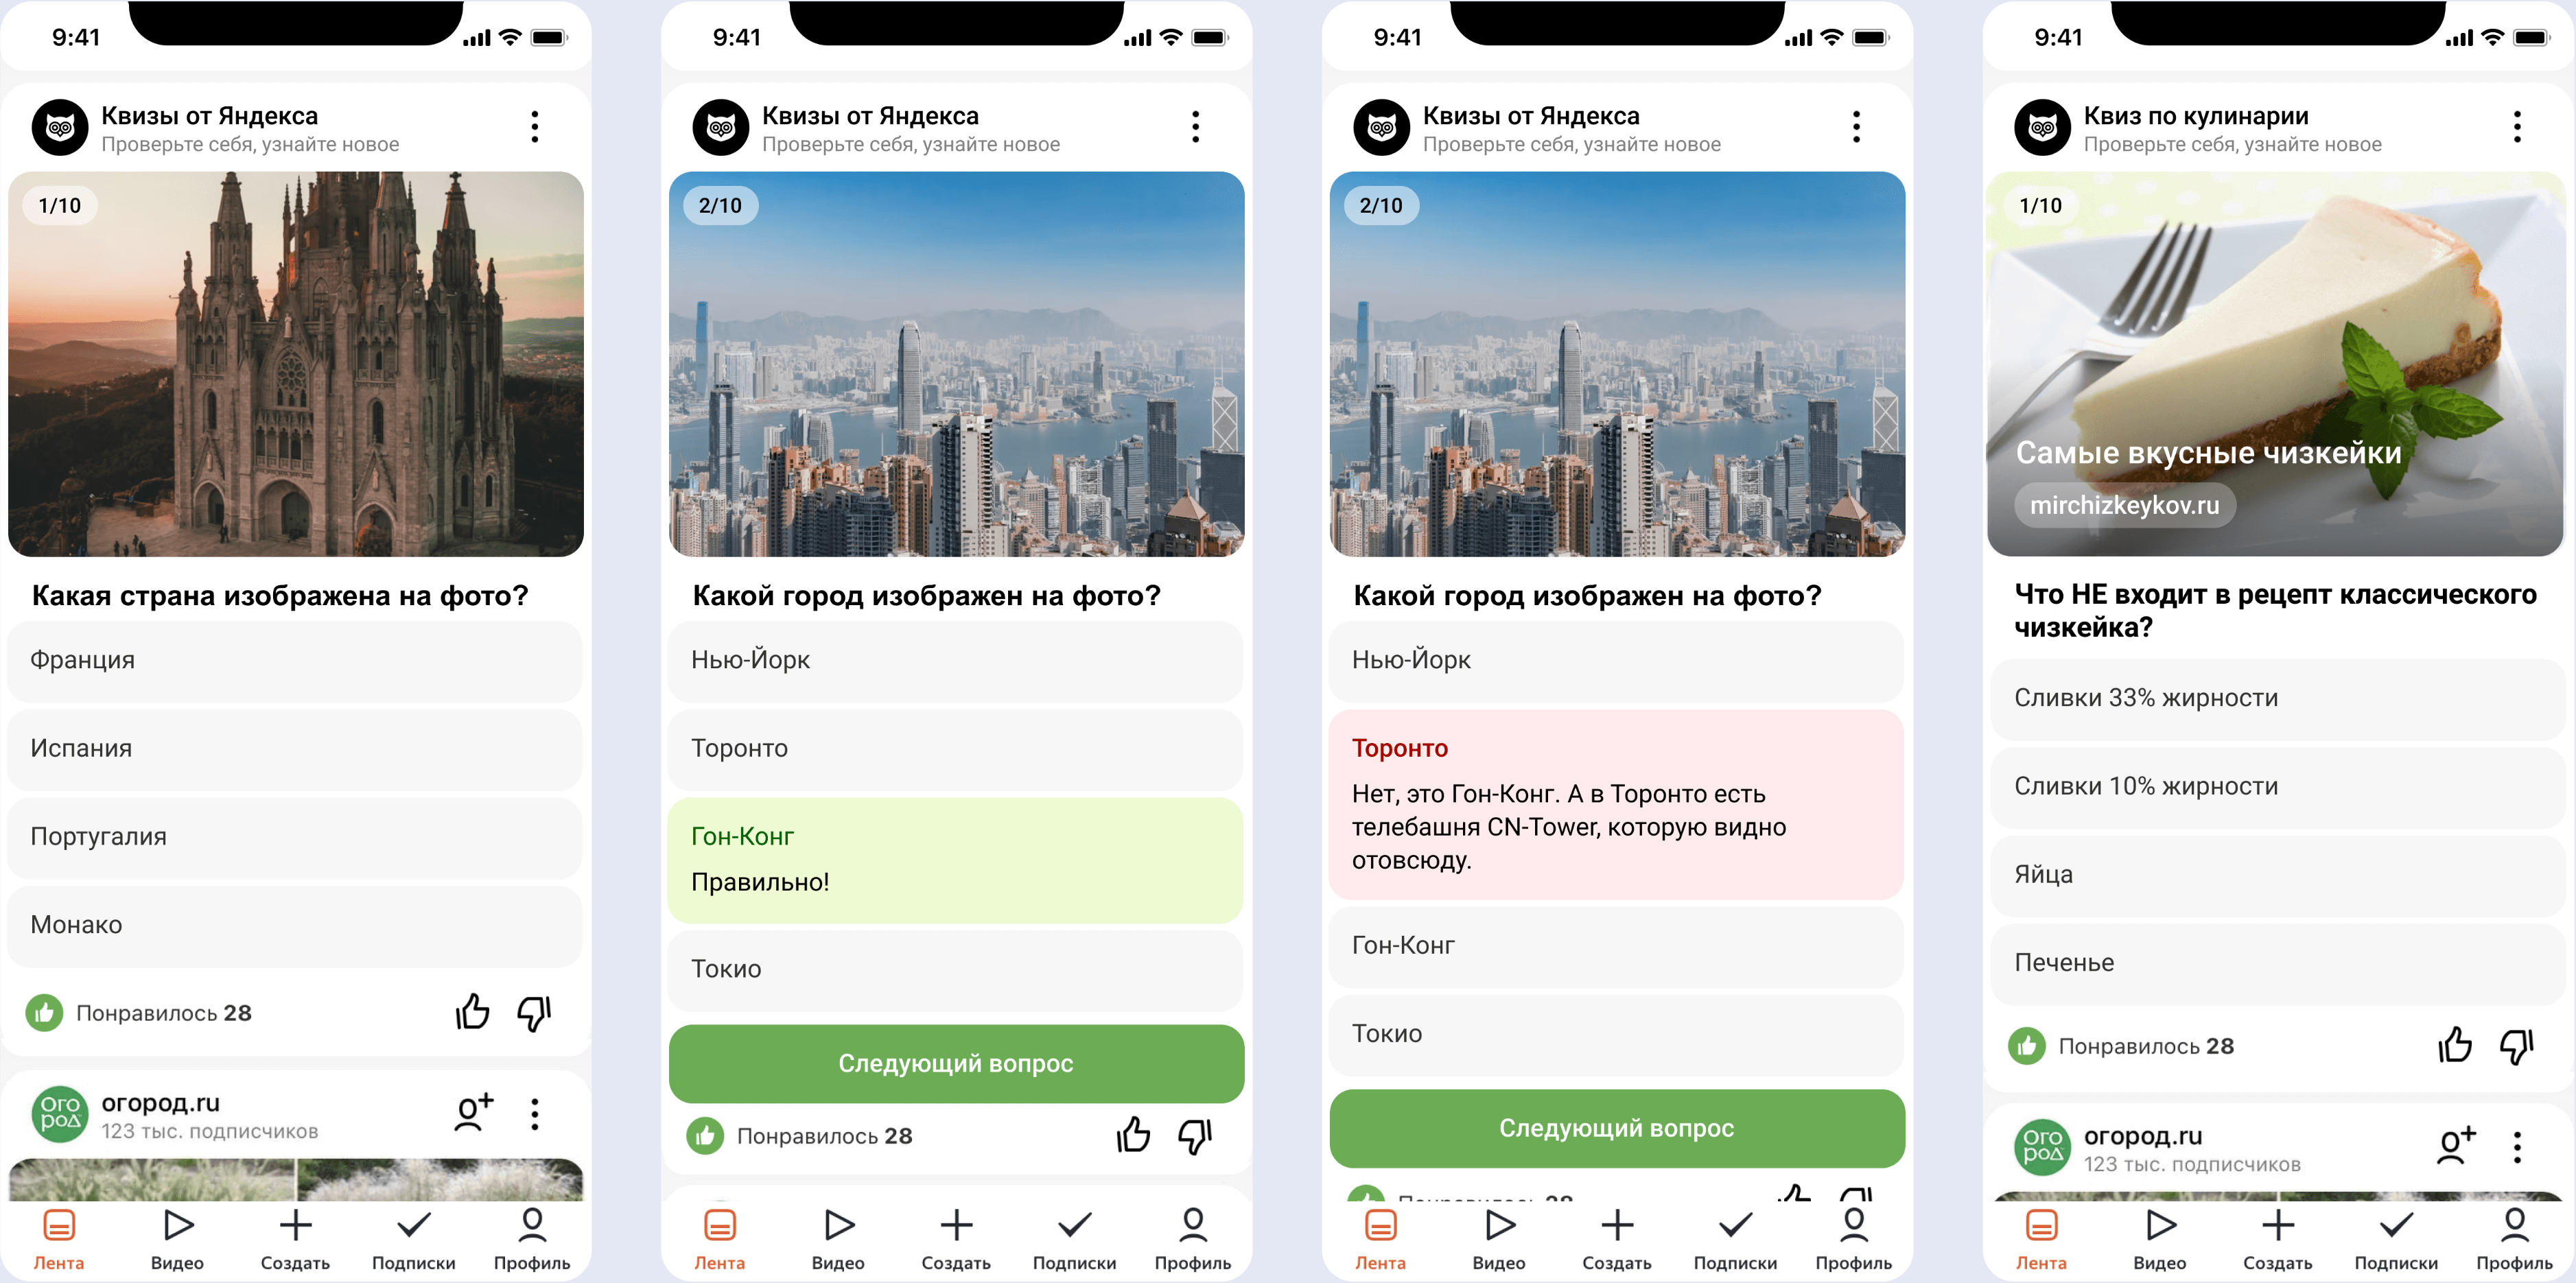 9:41
Квизы от Яндекса
Проверьте себя, узнайте новое
1/10
Какая страна изображена на фото?
Франция
Испания
Португалия
Монако
Понравилось 28
Ого
род
огород.ru
123 тыс. подписчиков
Лента
Видео
Создать
Подписки
Профиль
9:41
Квизы от Яндекса
Проверьте себя, узнайте новое
2/10
Какой город изображен на фото?
Нью-Йорк
Торонто
Гон-Конг
Правильно!
Токио
Следующий вопрос
Понравилось 28
Лента
Видео
Создать
Подписки
Профиль
9:41
Квизы от Яндекса
Проверьте себя, узнайте новое
2/10
Какой город изображен на фото?
Нью-Йорк
Торонто
Нет, это Гон-Конг. А в Торонто есть
телебашня CN-Tower, которую видно
отовсюду.
Гон-Конг
Токио
Следующий вопрос
Понравилось 28
Лента
Видео
Создать
Подписки
Профиль
9:41
Квиз по кулинарии
Проверьте себя, узнайте новое
1/10
Самые вкусные чизкейки
mirchizkeykov.ru
Что НЕ входит в рецепт классического
чизкейка?
Сливки 33% жирности
Сливки 10% жирности
Яйца
Печенье
Понравилось 28
Ого
род
огород.ru
123 тыс. подписчиков
Лента
Видео
Создать
Подписки
Профиль